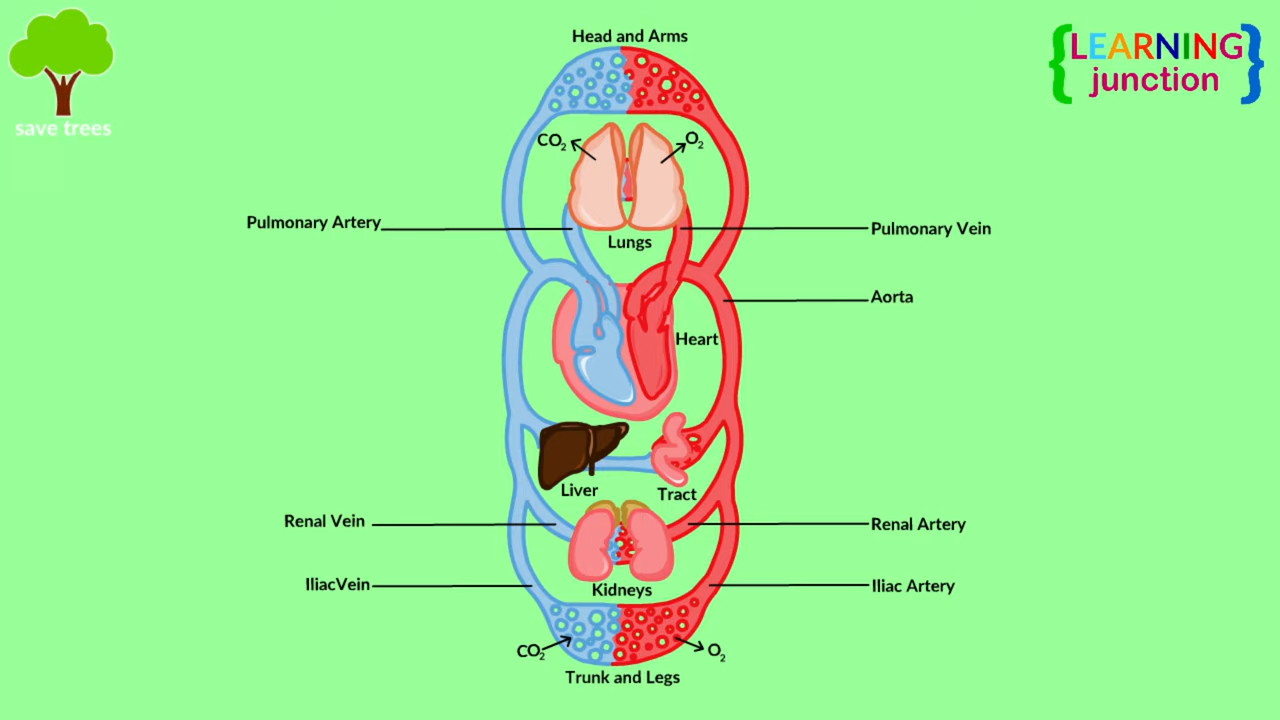 Head and Arms
{LEARNING
junction}
save trees
CO2
O2
Pulmonary Artery
Pulmonary Vein
Lungs
Aorta
Heart
Liver
Tract
Renal Vein
Renal Artery
IliacVein
Iliac Artery
Kidneys
CO2
O2
Trunk and Legs